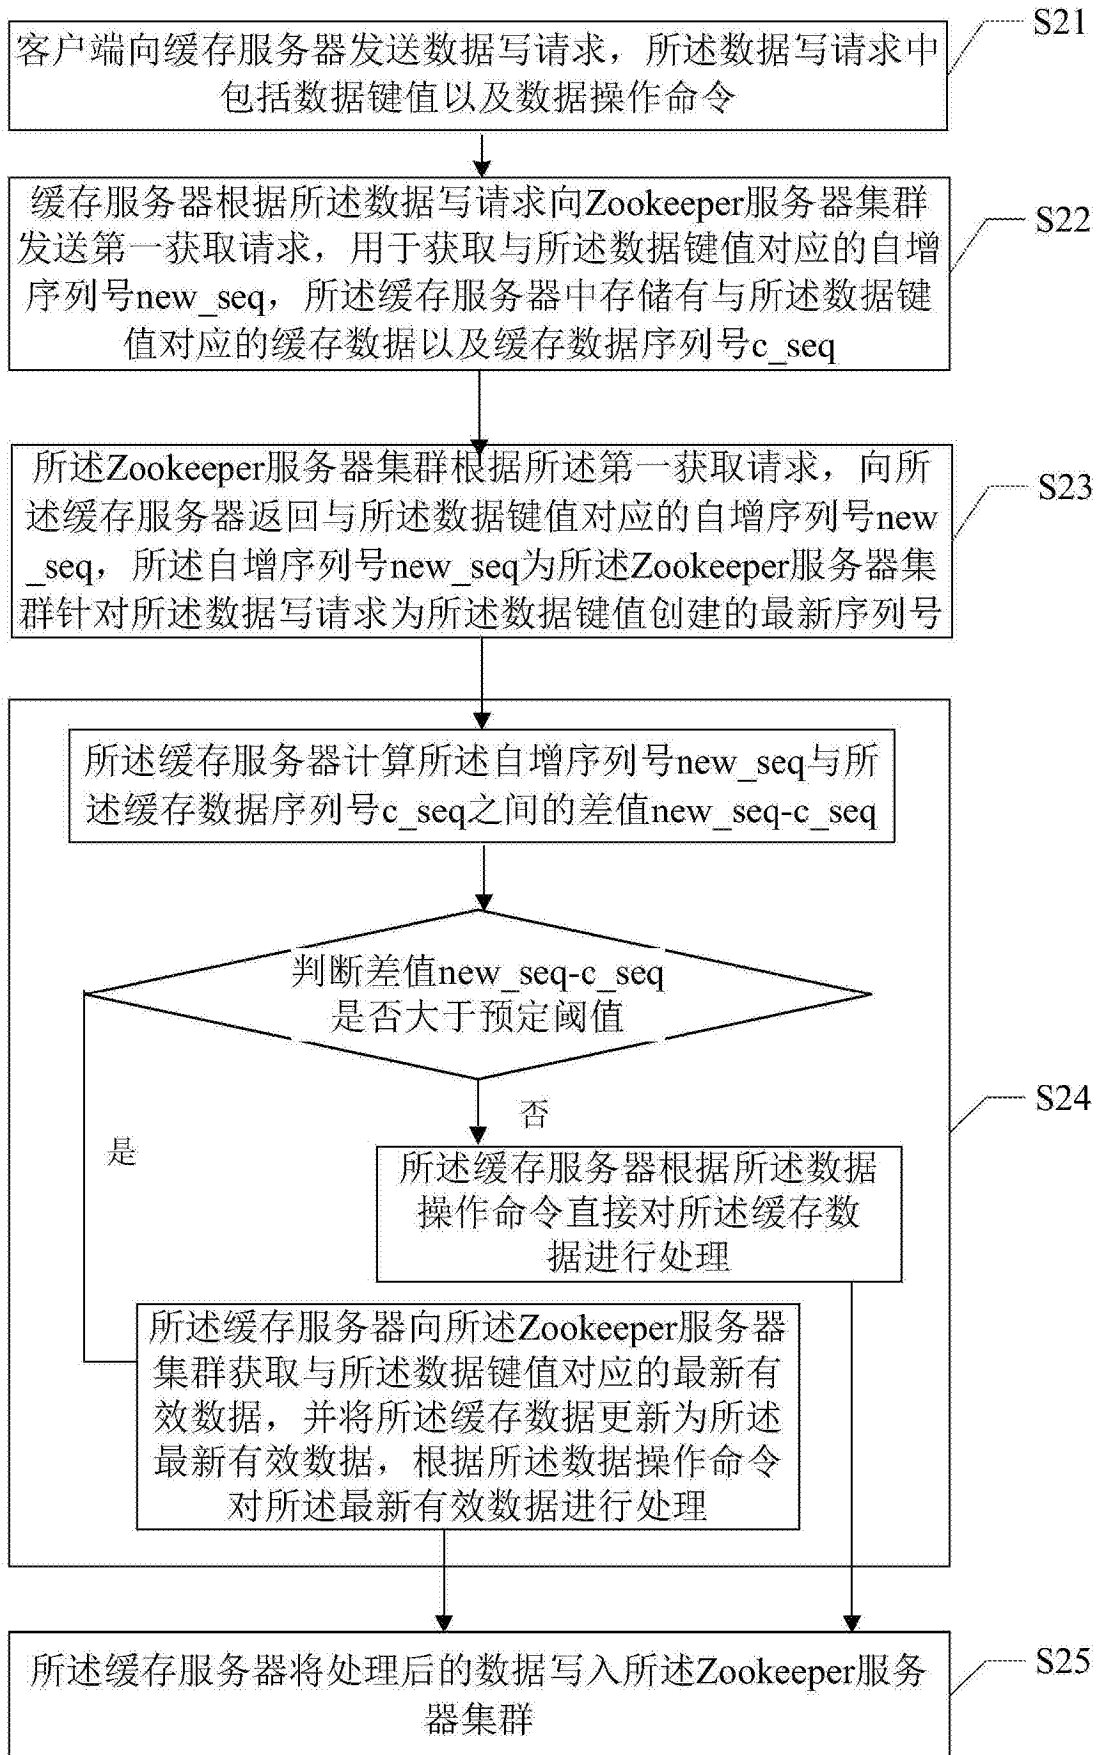 S21
客户端向缓存服务器发送数据写请求，所述数据写请求中
包括数据键值以及数据操作命令
缓存服务器根据所述数据写请求向Zookeeper服务器集群
S22
发送第一获取请求，用于获取与所述数据键值对应的自增
序列号new_seq，所述缓存服务器中存储有与所述数据键
值对应的缓存数据以及缓存数据序列号c_seq
所述Zookeeper服务器集群根据所述第一获取请求，向所
S23
述缓存服务器返回与所述数据键值对应的自增序列号new
_seq，所述自增序列号new_seq为所述Zookeeper服务器集
群针对所述数据写请求为所述数据键值创建的最新序列号
所述缓存服务器计算所述自增序列号new_seq与所
述缓存数据序列号c_seq之间的差值new_seq-c_seq
判断差值new_seq-c_seq
是否大于预定阈值
S24
否
是
所述缓存服务器根据所述数据
操作命令直接对所述缓存数
据进行处理
所述缓存服务器向所述Zookeeper服务器
集群获取与所述数据键值对应的最新有
效数据，并将所述缓存数据更新为所述
最新有效数据，根据所述数据操作命令
对所述最新有效数据进行处理
S25
所述缓存服务器将处理后的数据写入所述Zookeeper服务
器集群